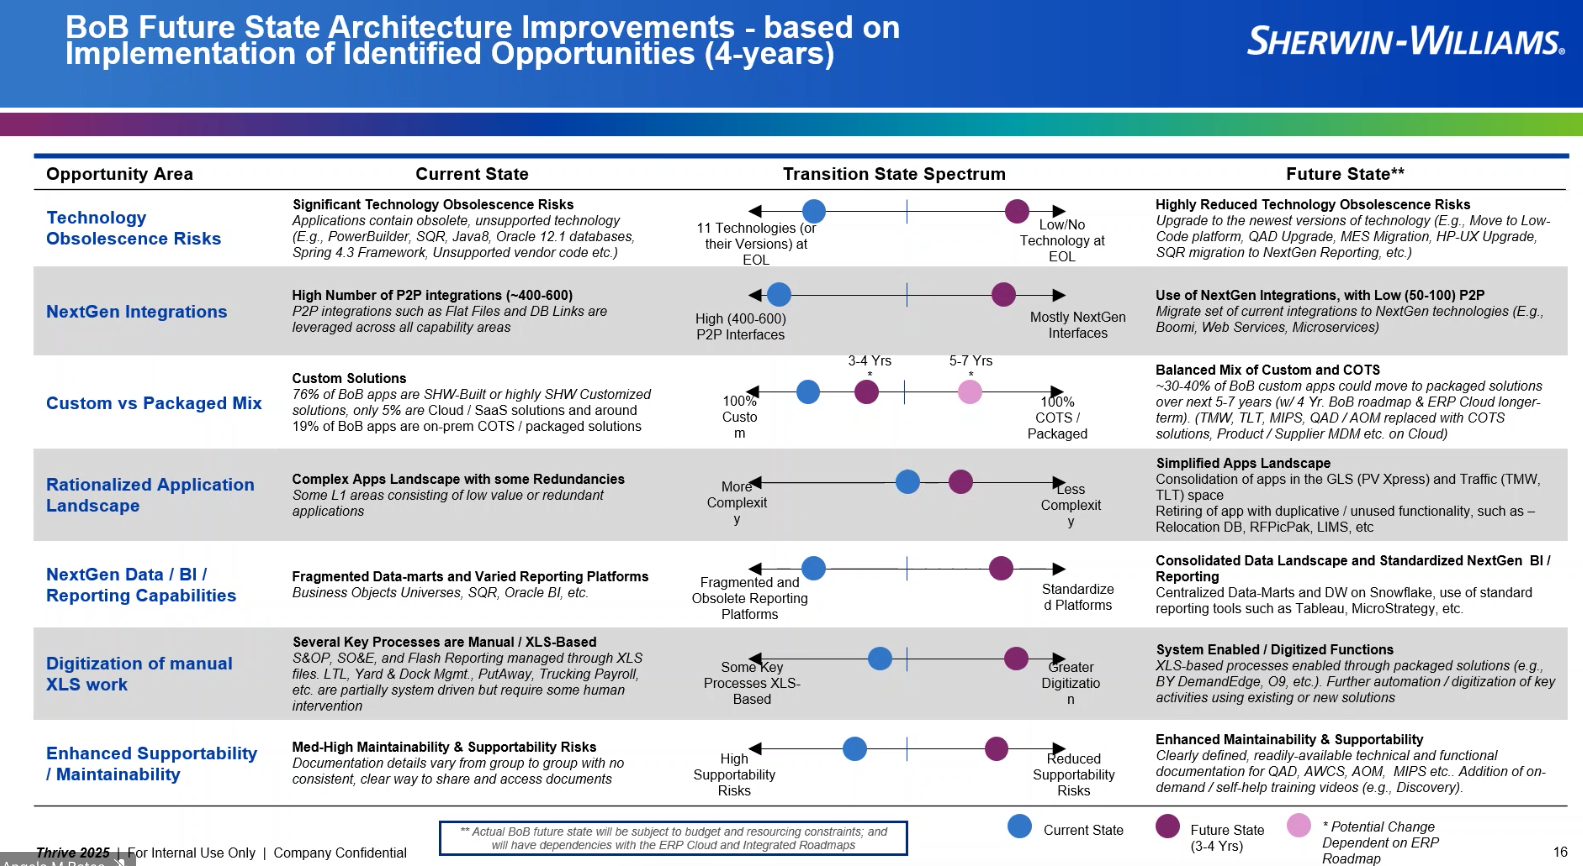 BoB Future State Architecture Improvements - based on
Implementation of Identified Opportunities (4-years)
SHERWIN-WILLIAMS®
Opportunity Area
Current State
Transition State Spectrum
Future State**
Technology
Obsolescence Risks
Significant Technology Obsolescence Risks
Applications contain obsolete, unsupported technology
(E.g., PowerBuilder, SQR, Java8, Oracle 12.1 databases,
Spring 4.3 Framework, Unsupported vendor code etc.)
11 Technologies (or
their Versions) at
EOL
Low/No
Technology at
EOL
Highly Reduced Technology Obsolescence Risks
Upgrade to the newest versions of technology (E.g., Move to Low-
Code platform, QAD Upgrade, MES Migration, HP-UX Upgrade,
SQR migration to NextGen Reporting, etc.)
NextGen Integrations
High Number of P2P integrations (~400-600)
P2P integrations such as Flat Files and DB Links are
leveraged across all capability areas
High (400-600)
P2P Interfaces
Mostly NextGen
Interfaces
Use of NextGen Integrations, with Low (50-100) P2P
Migrate set of current integrations to NextGen technologies (E.g.,
Boomi, Web Services, Microservices)
Custom vs Packaged Mix
Custom Solutions
76% of BoB apps are SHW-Built or highly SHW Customized
solutions, only 5% are Cloud / SaaS solutions and around
19% of BoB apps are on-prem COTS / packaged solutions
3-4 Yrs
*
5-7 Yrs
*
100%
Custo
m
100%
COTS /
Packaged
Balanced Mix of Custom and COTS
~30-40% of BoB custom apps could move to packaged solutions
over next 5-7 years (w/ 4 Yr. BoB roadmap & ERP Cloud longer-
term). (TMW, TLT, MIPS, QAD / AOM replaced with COTS
solutions, Product / Supplier MDM etc. on Cloud)
Rationalized Application
Landscape
Complex Apps Landscape with some Redundancies
Some L1 areas consisting of low value or redundant
applications
More
Complexit
y
Less
Complexit
y
Simplified Apps Landscape
Consolidation of apps in the GLS (PV Xpress) and Traffic (TMW,
TLT) space
Retiring of app with duplicative / unused functionality, such as –
Relocation DB, RFPicPak, LIMS, etc
NextGen Data / BI /
Reporting Capabilities
Fragmented Data-marts and Varied Reporting Platforms
Business Objects Universes, SQR, Oracle BI, etc.
Fragmented and
Obsolete Reporting
Platforms
Standardize
d Platforms
Consolidated Data Landscape and Standardized NextGen BI /
Reporting
Centralized Data-Marts and DW on Snowflake, use of standard
reporting tools such as Tableau, MicroStrategy, etc.
Digitization of manual
XLS work
Several Key Processes are Manual / XLS-Based
S&OP, SO&E, and Flash Reporting managed through XLS
files. LTL, Yard & Dock Mgmt., PutAway, Trucking Payroll,
etc. are partially system driven but require some human
intervention
Some Key
Processes XLS-
Based
Greater
Digitizatio
n
System Enabled / Digitized Functions
XLS-based processes enabled through packaged solutions (e.g.,
BY DemandEdge, O9, etc.). Further automation / digitization of key
activities using existing or new solutions
Enhanced Supportability
/ Maintainability
Med-High Maintainability & Supportability Risks
Documentation details vary from group to group with no
consistent, clear way to share and access documents
High
Supportability
Risks
Reduced
Supportability
Risks
Enhanced Maintainability & Supportability
Clearly defined, readily-available technical and functional
documentation for QAD, AWCS, AOM, MIPS etc.. Addition of on-
demand / self-help training videos (e.g., Discovery).
** Actual BoB future state will be subject to budget and resourcing constraints; and
will have dependencies with the ERP Cloud and Integrated Roadmaps
Current State
Future State
(3-4 Yrs)
* Potential Change
Dependent on ERP
Roadmap
Thrive 2025 | For Internal Use Only | Company Confidential
16